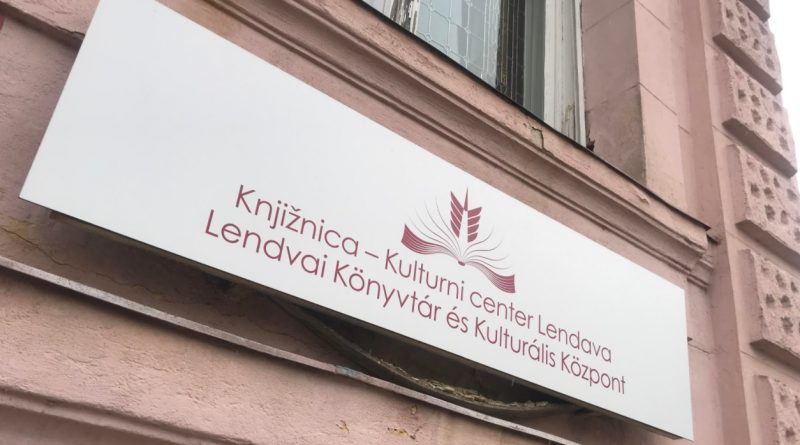 Knjižnica – Kulturni center Lendava
Lendvai Könyvtár és Kulturális Központ